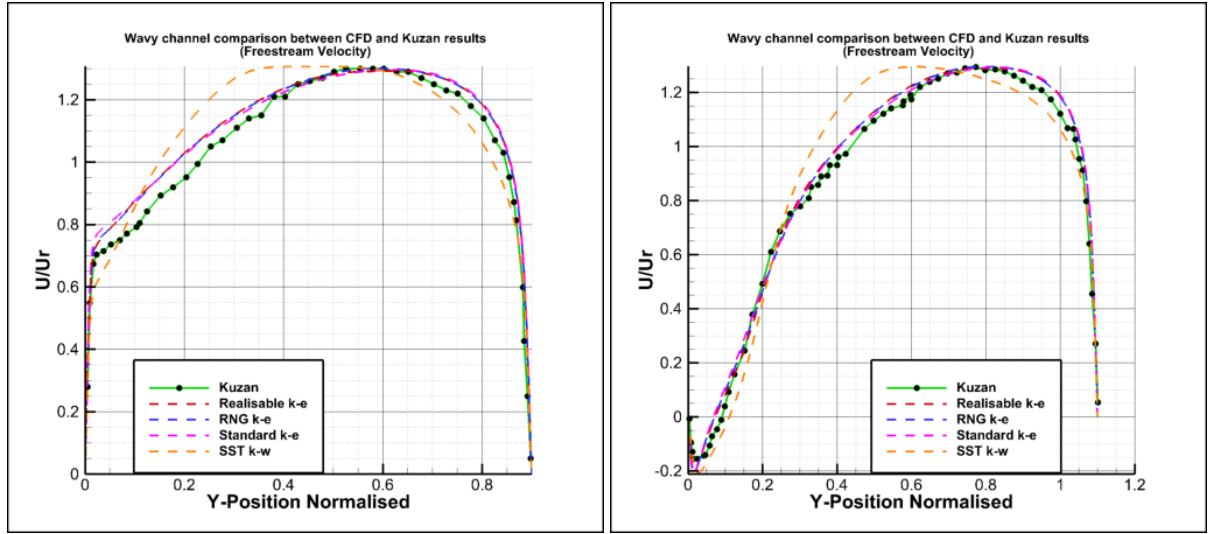 Wavy channel comparison between CFD and Kuzan results
(Freestream Velocity)
U/Ur
1.2
1
0.8
0.6
0.4
0.2
0
Kuzan
Realisable k-e
RNG k-e
Standard k-e
SST k-w
0
0.2
0.4
0.6
0.8
Y-Position Normalised
Wavy channel comparison between CFD and Kuzan results
(Freestream Velocity)
U/Ur
1.2
1
0.8
0.6
0.4
0.2
0
-0.2
Kuzan
Realisable k-e
RNG k-e
Standard k-e
SST k-w
0
0.2
0.4
0.6
0.8
1
1.2
Y-Position Normalised